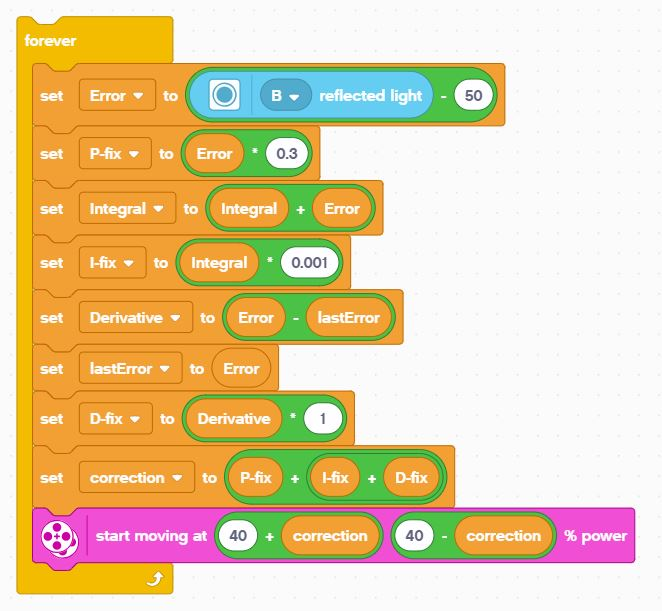 forever
set Error to B reflected light - 50
set P-fix to Error * 0.3
set Integral to Integral + Error
set I-fix to Integral * 0.001
set Derivative to Error - lastError
set lastError to Error
set D-fix to Derivative * 1
set correction to P-fix + I-fix + D-fix
start moving at 40 + correction 40 - correction % power